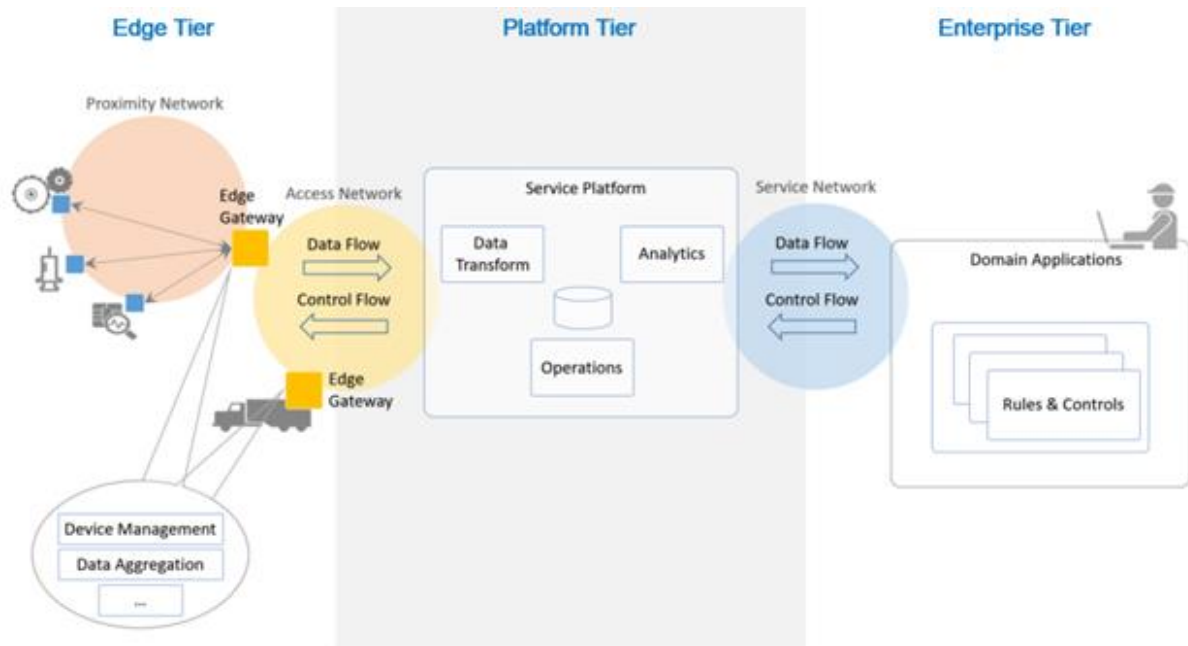 Edge Tier
Platform Tier
Enterprise Tier
Proximity Network
Edge
Gateway
Access Network
Data Flow
Control Flow
Edge
Gateway
Device Management
Data Aggregation
...
Service Platform
Data
Transform
Analytics
Operations
Service Network
Data Flow
Control Flow
Domain Applications
Rules & Controls